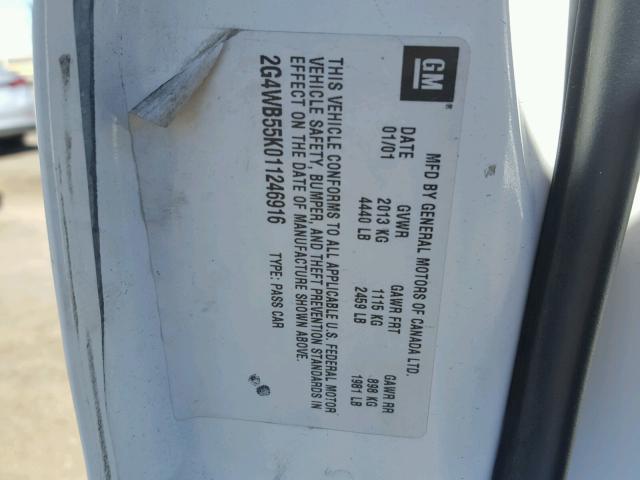 GM
MFD BY GENERAL MOTORS OF CANADA LTD.
DATE GVWR GAWR FRT GAWR RR
01/01 2013 KG 1115 KG 898 KG
4440 LB 2459 LB 1981 LB
THIS VEHICLE CONFORMS TO ALL APPLICABLE U.S. FEDERAL MOTOR
VEHICLE SAFETY, BUMPER, AND THEFT PREVENTION STANDARDS IN
EFFECT ON THE DATE OF MANUFACTURE SHOWN ABOVE.
2G4WB55K011246916 TYPE: PASS CAR